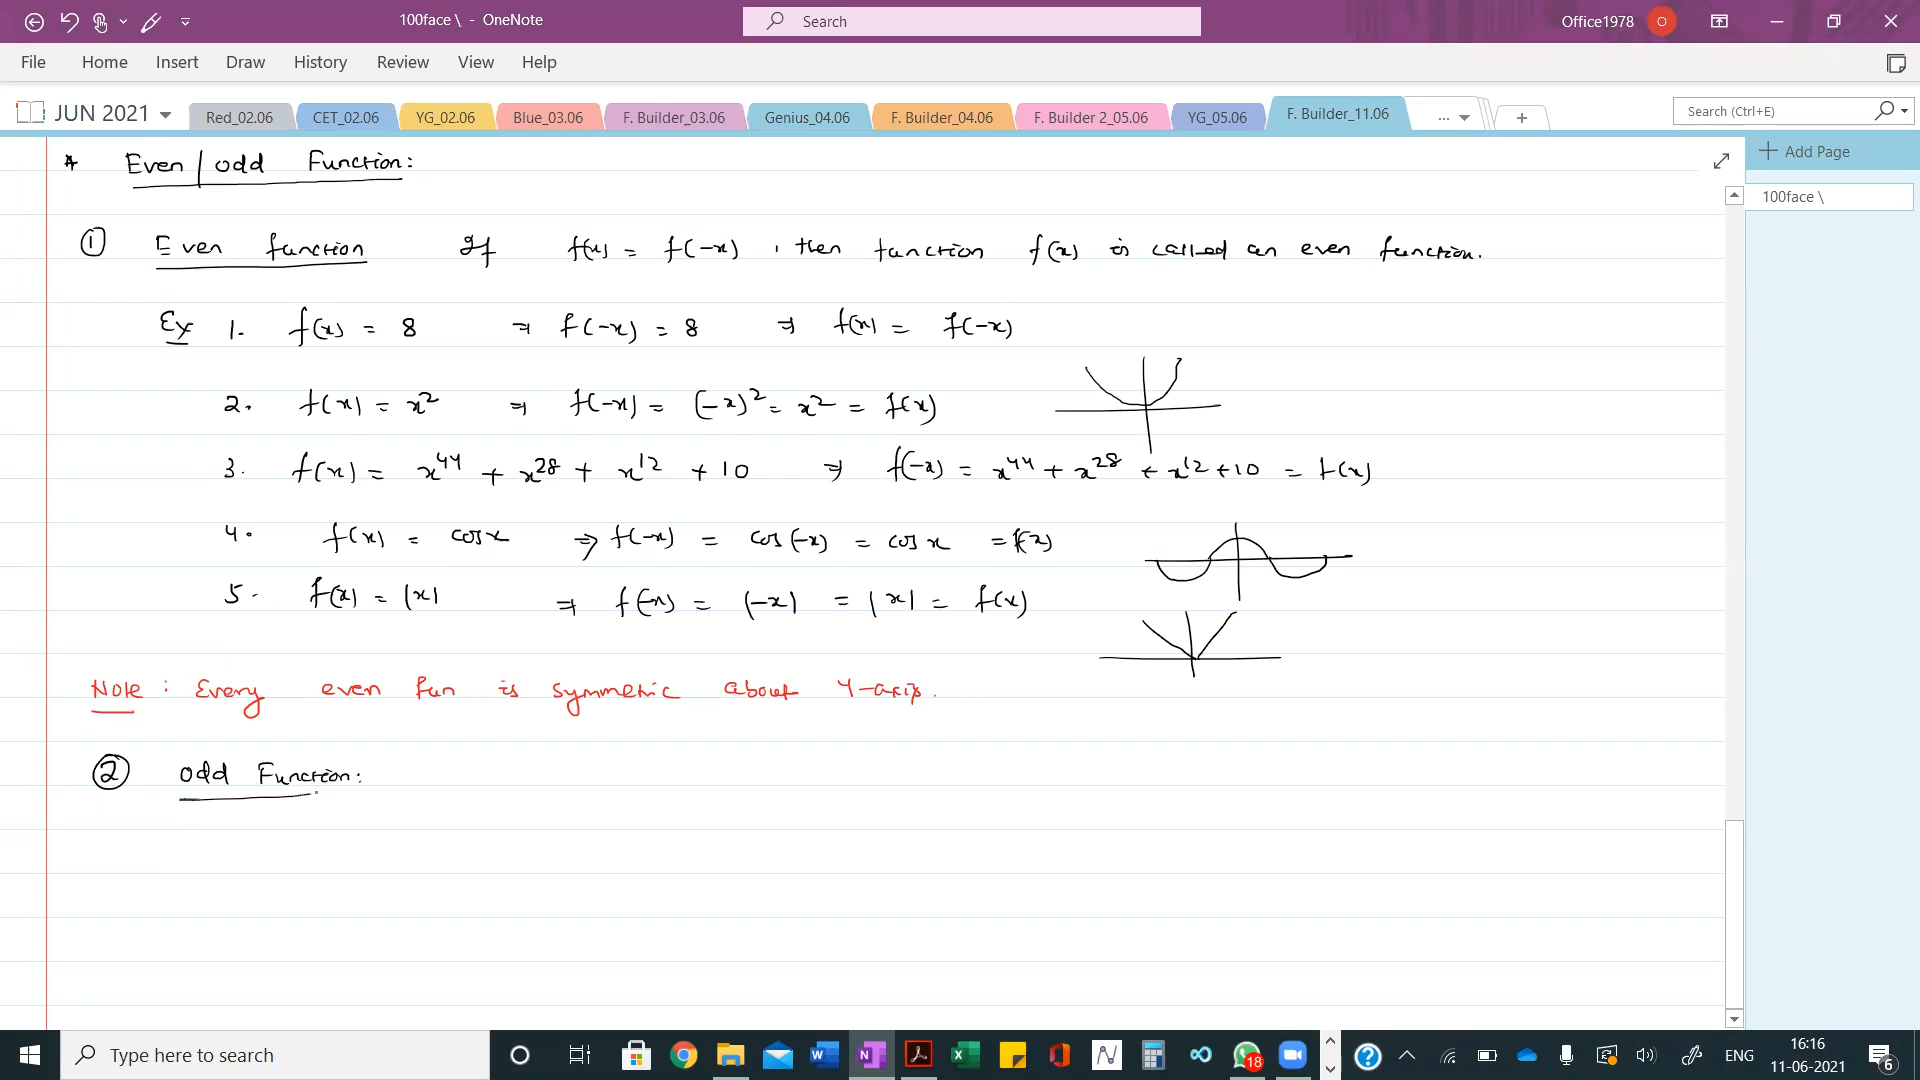 100face \ - OneNote
Search
Office1978
O
File Home Insert Draw History Review View Help
JUN 2021
Red_02.06 CET_02.06 YG_02.06 Blue_03.06 F. Builder_03.06 Genius_04.06 F. Builder_04.06 F. Builder 2_05.06 YG_05.06 F. Builder_11.06 ... +
Search (Ctrl+E)
+ Add Page
100face \
Even/odd Function:
① Even function If f(x) = f(-x), then function f(x) is called an even function.
Ex 1. f(x) = 8 ⇒ f(-x) = 8 ⇒ f(x) = f(-x)
2. f(x) = x² ⇒ f(-x) = (-x)² = x² = f(x)
3. f(x) = x⁴⁴ + x²⁸ + x¹² + 10 ⇒ f(-x) = x⁴⁴ + x²⁸ + x¹² + 10 = f(x)
4. f(x) = cosx ⇒ f(-x) = cos(-x) = cosx = f(x)
5. f(x) = |x| ⇒ f(-x) = |-x| = |x| = f(x)
Note : Every even fun is symmetric about Y-axis.
② odd Function:
Type here to search
18
ENG
16:16
11-06-2021
6